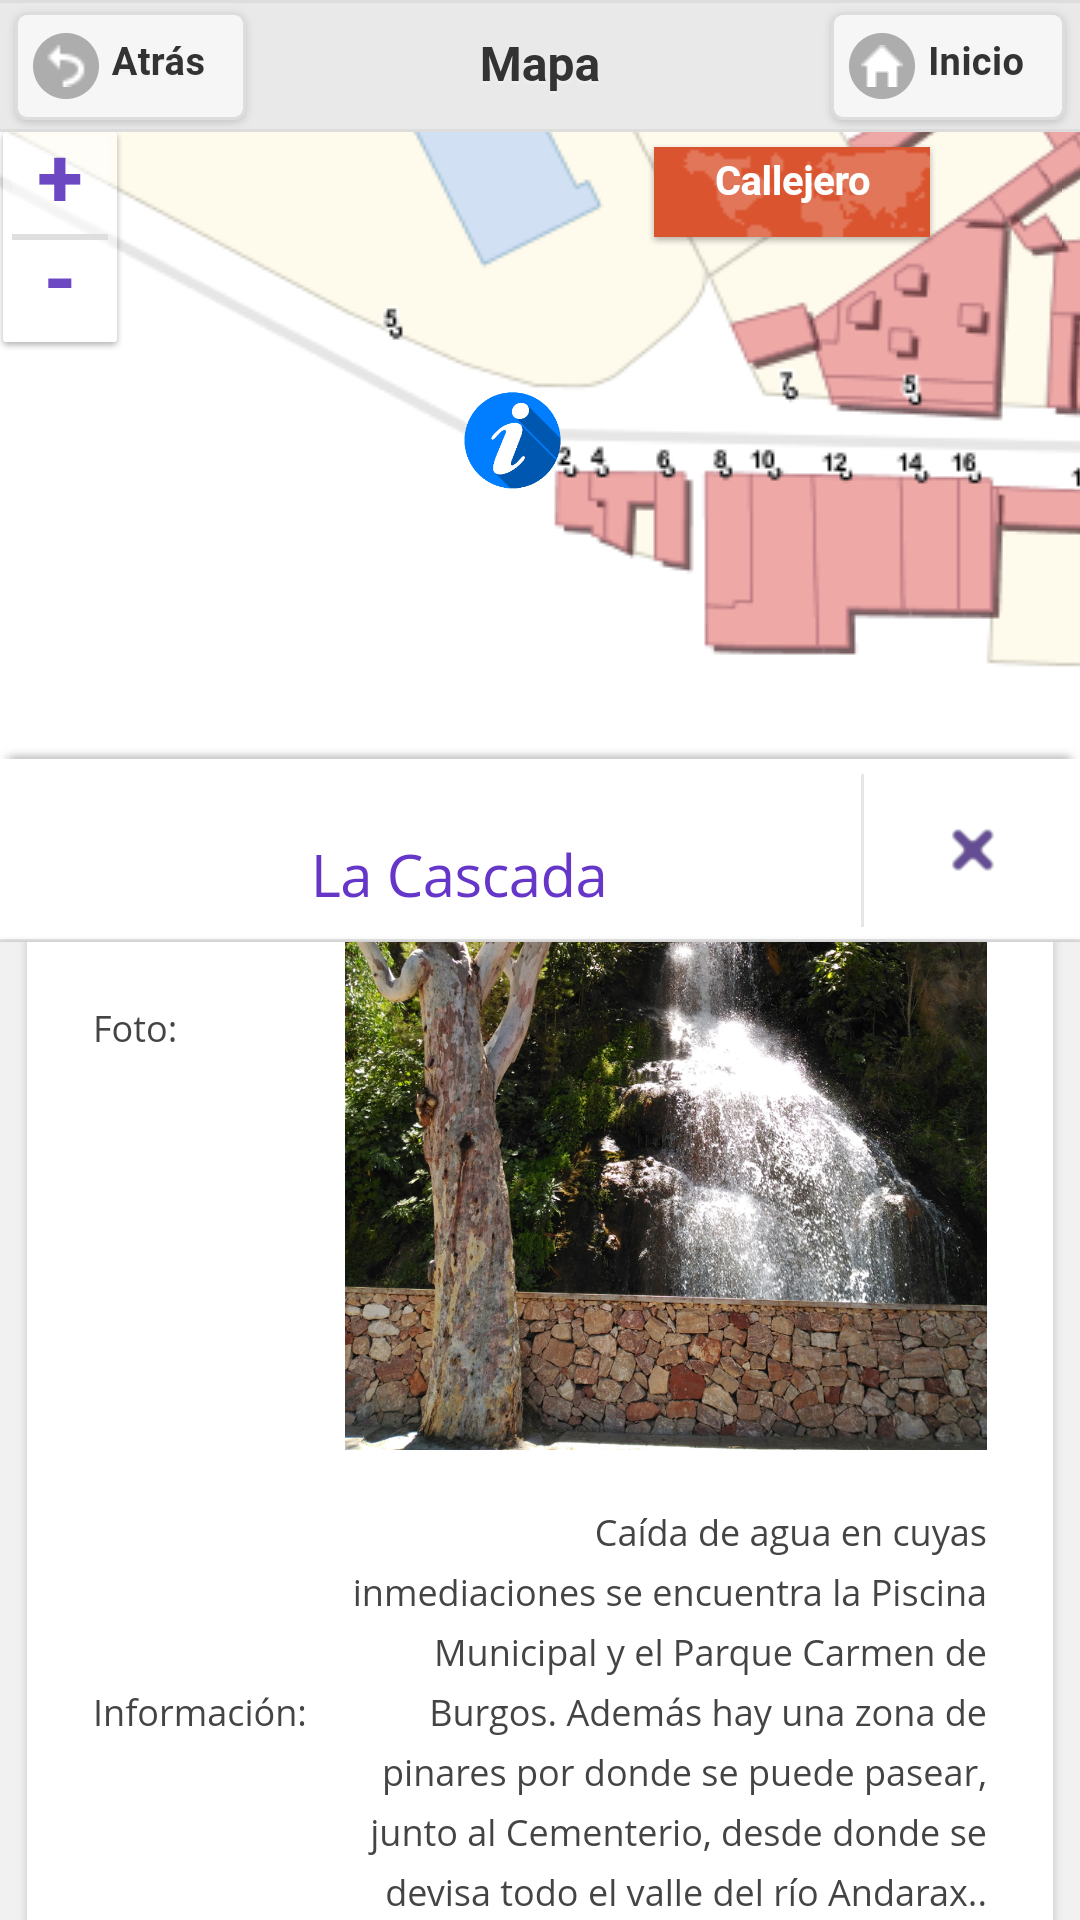 Atrás
Mapa
Inicio
+
Callejero
-
5
7
5
2
4
6
8
10
12
14
16
La Cascada
Foto:
Caída de agua en cuyas
inmediaciones se encuentra la Piscina
Municipal y el Parque Carmen de
Información:
Burgos. Además hay una zona de
pinares por donde se puede pasear,
junto al Cementerio, desde donde se
devisa todo el valle del río Andarax..